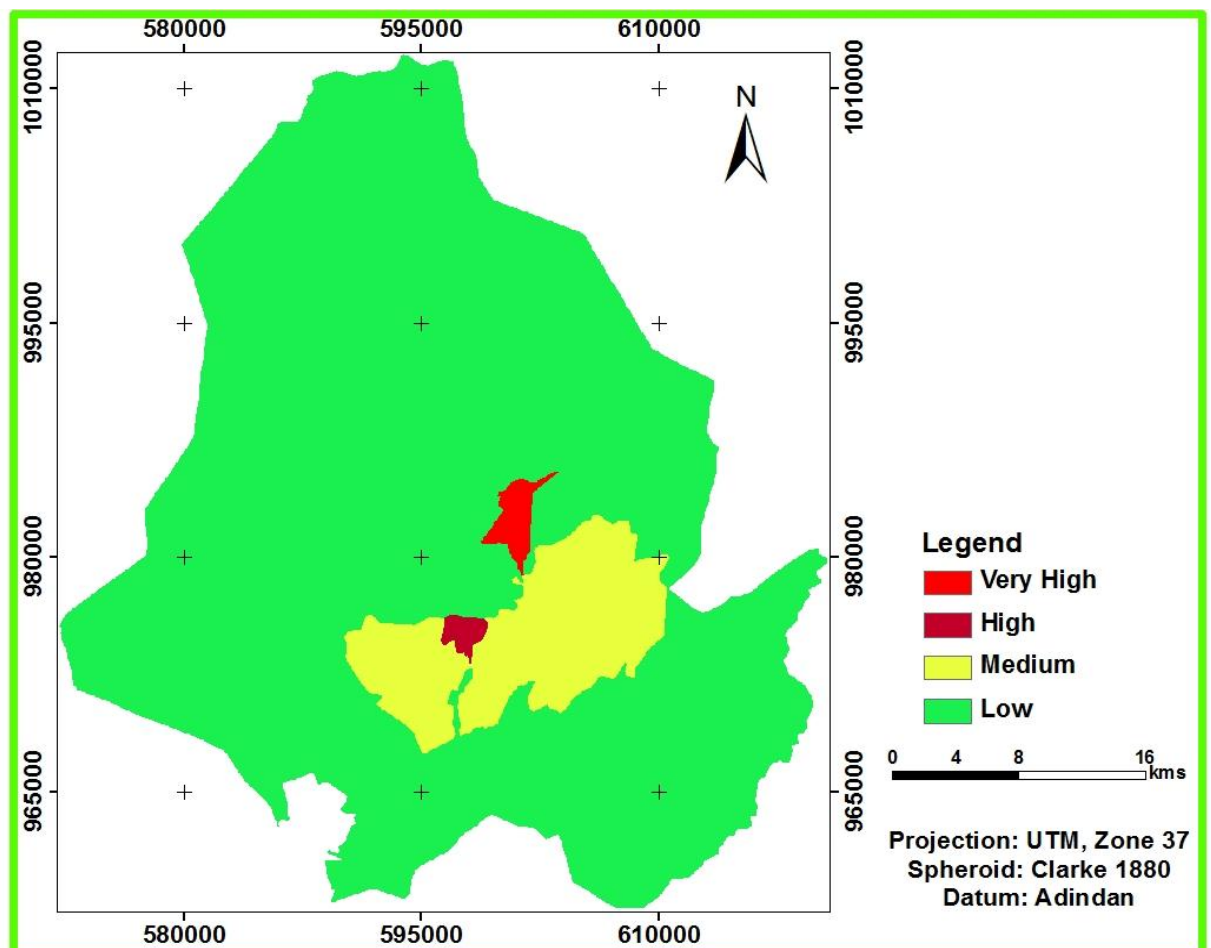 580000 595000 610000
1010000
995000
980000
965000
1010000
995000
980000
965000
N
Legend
Very High
High
Medium
Low
0 4 8 16
kms
Projection: UTM, Zone 37
Spheroid: Clarke 1880
Datum: Adindan
580000 595000 610000